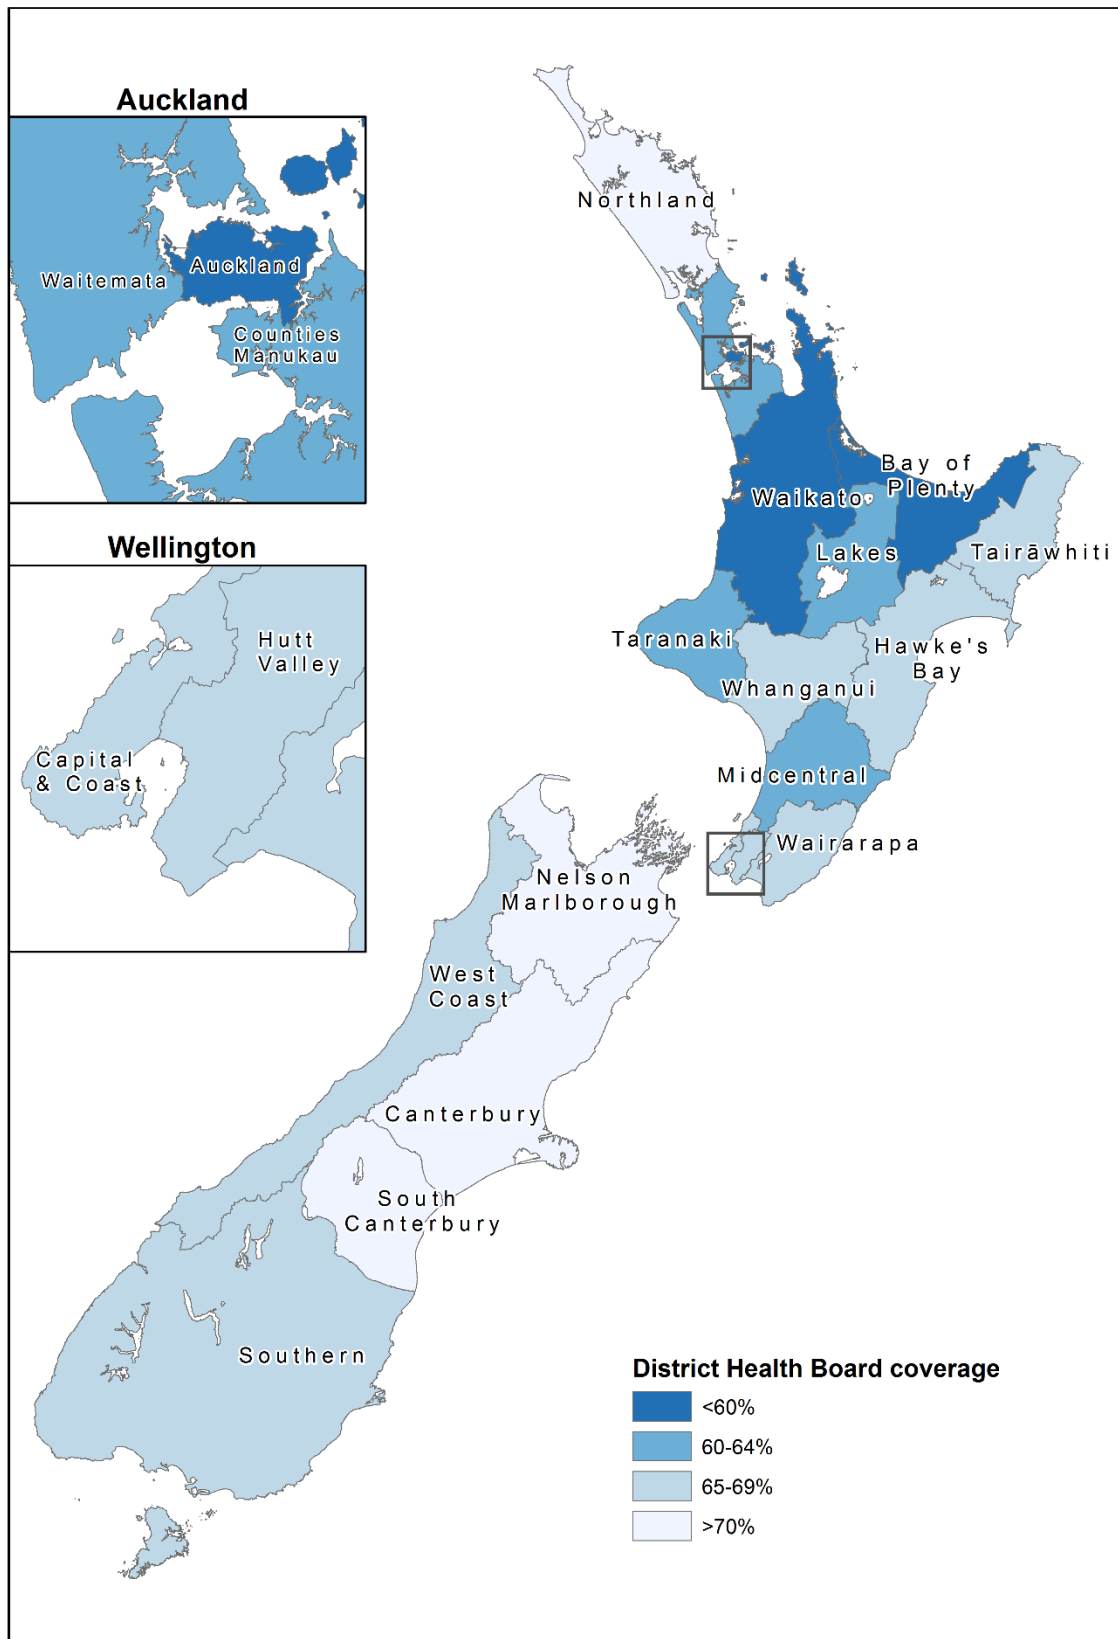 Auckland
Waitemata
Auckland
Counties
Manukau
Wellington
Hutt
Valley
Capital
& Coast
Northland
Bay of
Plenty
Waikato
Lakes
Tairāwhiti
Taranaki
Hawke's
Bay
Whanganui
Midcentral
Wairarapa
Nelson
Marlborough
West
Coast
Canterbury
South
Canterbury
Southern
District Health Board coverage
<60%
60-64%
65-69%
>70%